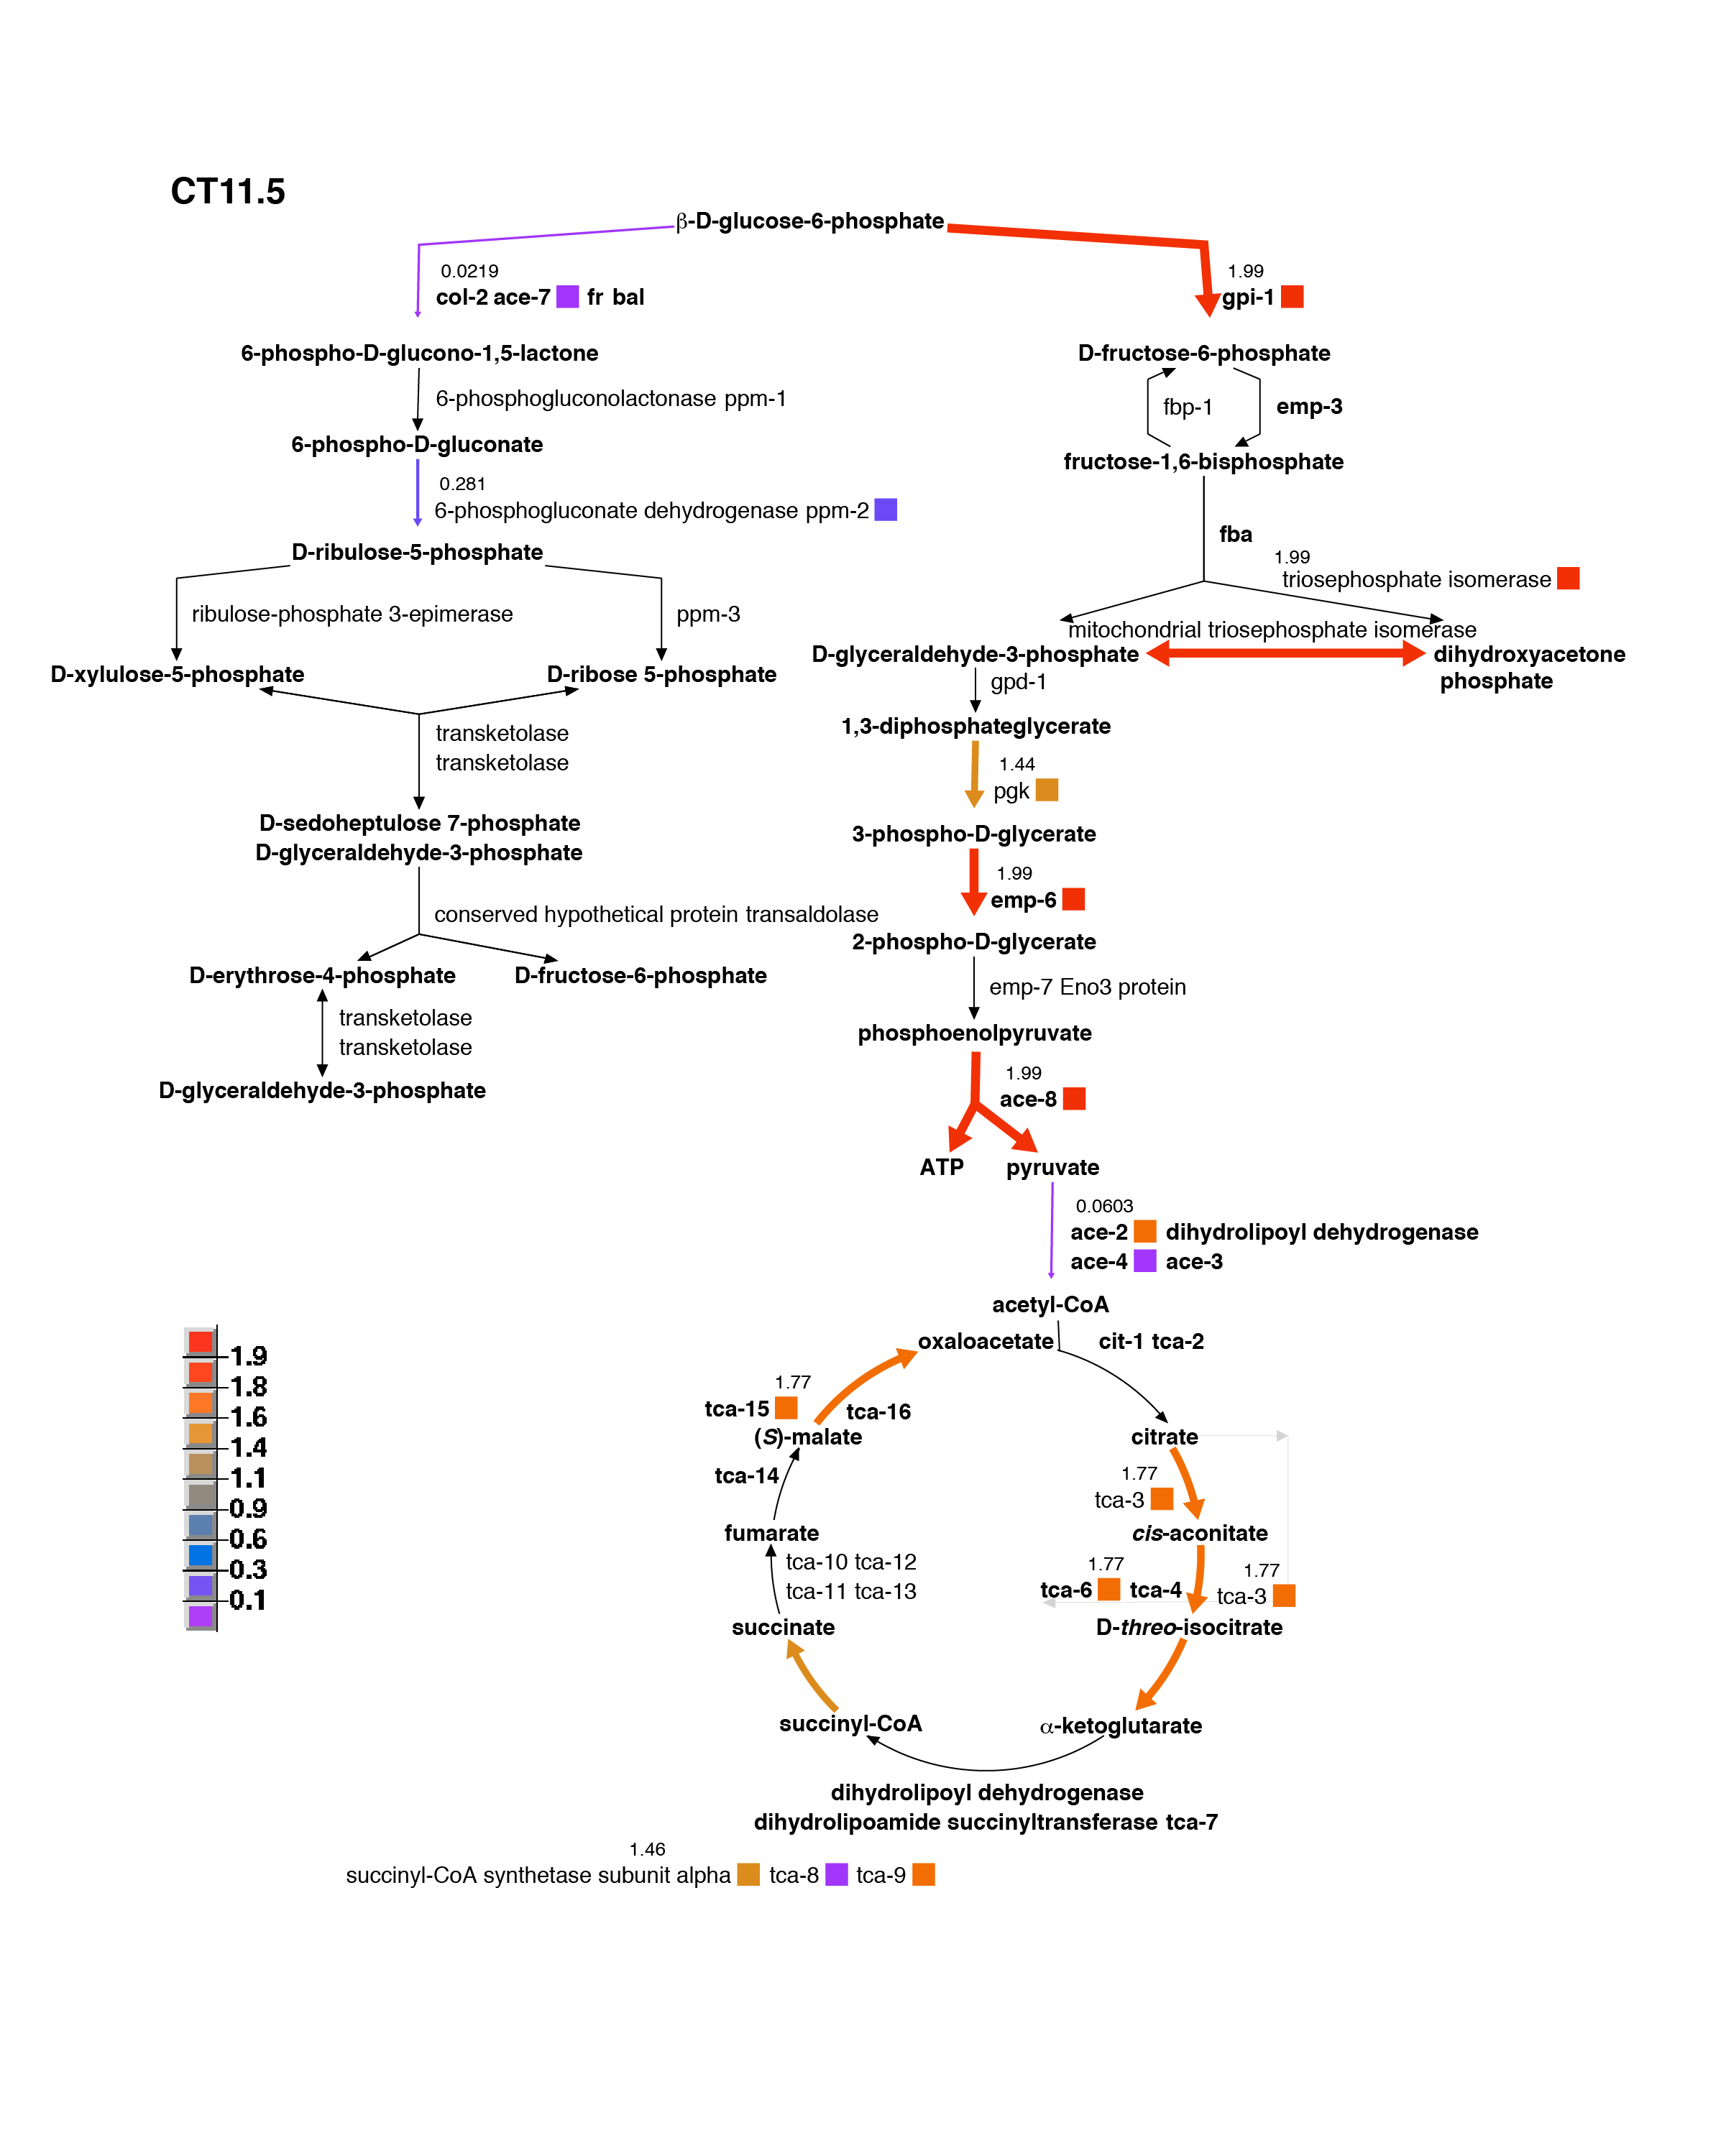 CT11.5
β-D-glucose-6-phosphate
0.0219
col-2 ace-7 fr bal
1.99
gpi-1
6-phospho-D-glucono-1,5-lactone
D-fructose-6-phosphate
6-phosphogluconolactonase ppm-1
fbp-1
emp-3
6-phospho-D-gluconate
fructose-1,6-bisphosphate
0.281
6-phosphogluconate dehydrogenase ppm-2
fba
D-ribulose-5-phosphate
1.99
triosephosphate isomerase
ribulose-phosphate 3-epimerase
ppm-3
mitochondrial triosephosphate isomerase
D-glyceraldehyde-3-phosphate
dihydroxyacetone
phosphate
D-xylulose-5-phosphate
D-ribose 5-phosphate
gpd-1
1,3-diphosphateglycerate
transketolase
transketolase
1.44
pgk
D-sedoheptulose 7-phosphate
D-glyceraldehyde-3-phosphate
3-phospho-D-glycerate
1.99
emp-6
conserved hypothetical protein transaldolase
2-phospho-D-glycerate
D-erythrose-4-phosphate
D-fructose-6-phosphate
emp-7 Eno3 protein
transketolase
transketolase
phosphoenolpyruvate
D-glyceraldehyde-3-phosphate
1.99
ace-8
ATP
pyruvate
0.0603
ace-2 dihydrolipoyl dehydrogenase
ace-4 ace-3
acetyl-CoA
oxaloacetate
cit-1 tca-2
1.77
tca-15
tca-16
(S)-malate
citrate
tca-14
1.77
tca-3
fumarate
cis-aconitate
tca-10 tca-12
tca-11 tca-13
1.77
tca-6 tca-4
1.77
tca-3
succinate
D-threo-isocitrate
succinyl-CoA
α-ketoglutarate
dihydrolipoyl dehydrogenase
dihydrolipoamide succinyltransferase tca-7
1.46
succinyl-CoA synthetase subunit alpha tca-8 tca-9
1.9
1.8
1.6
1.4
1.1
0.9
0.6
0.3
0.1